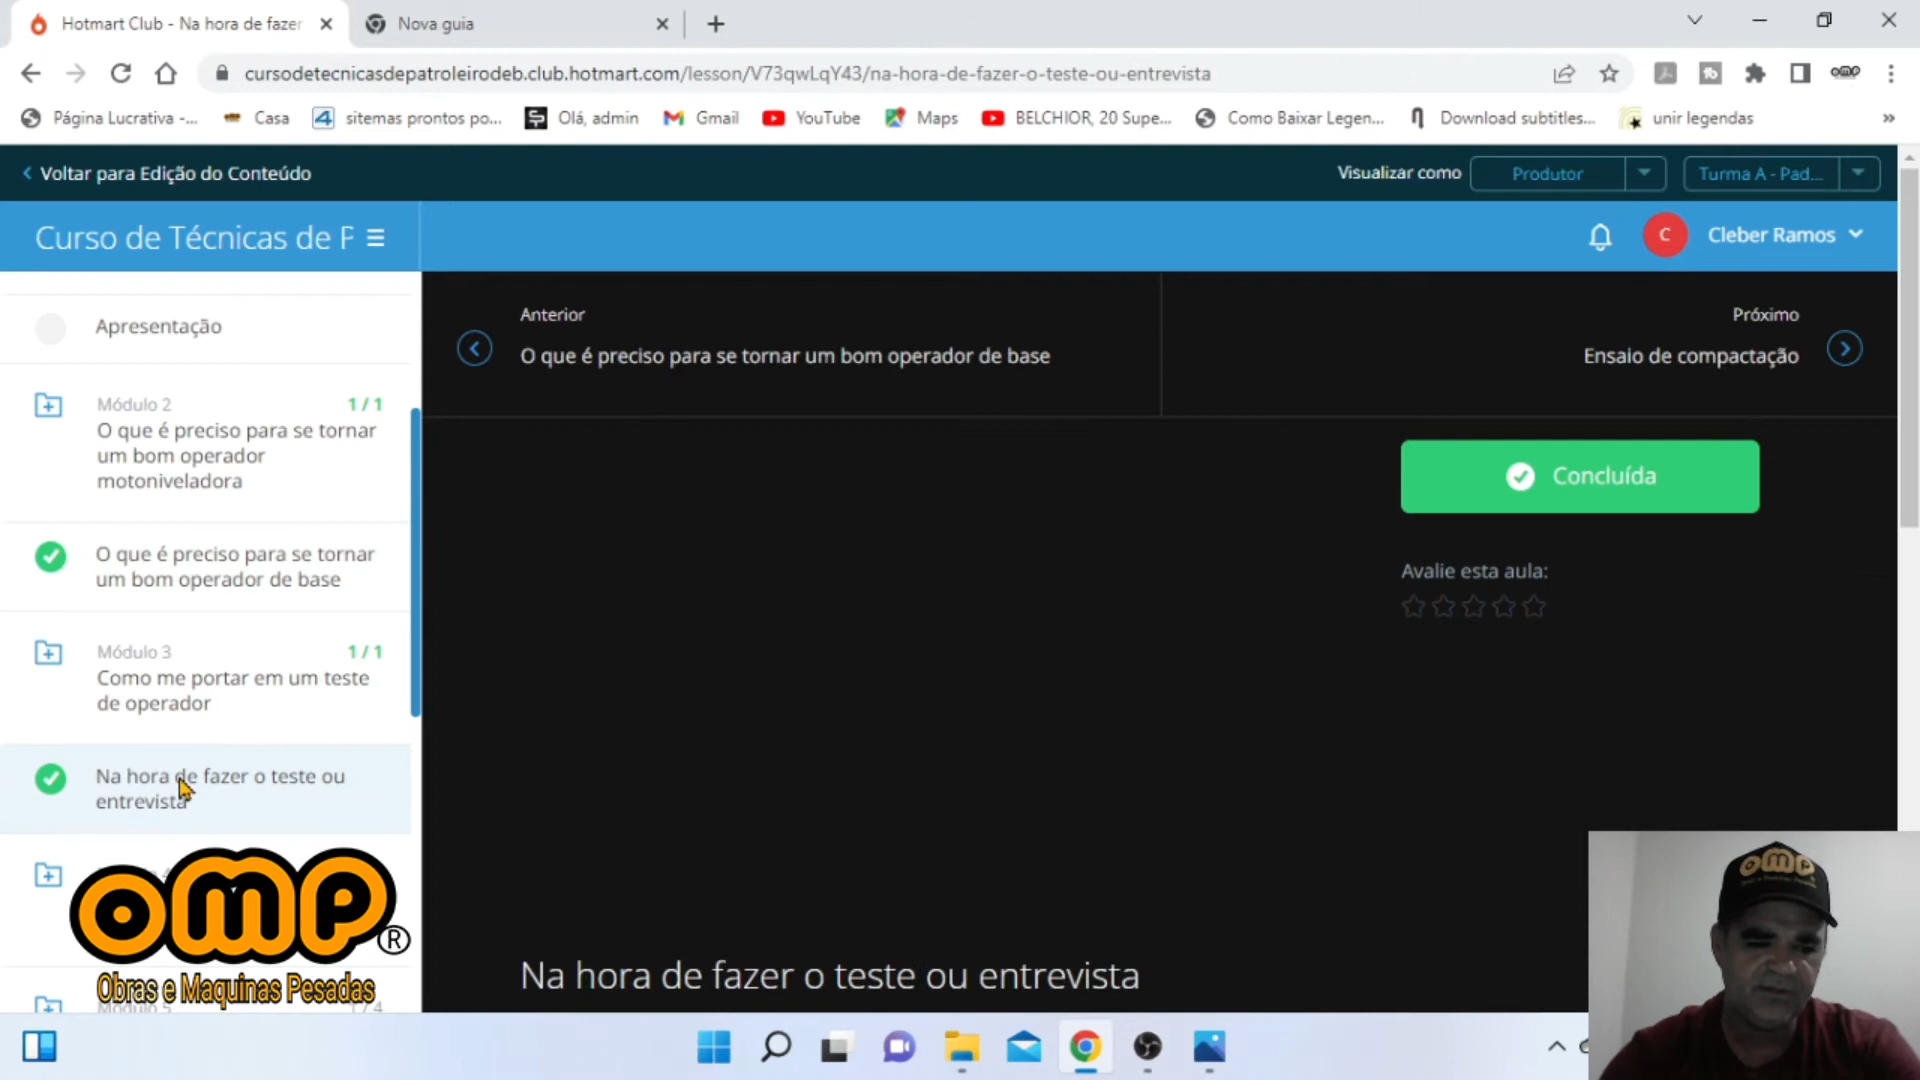 Hotmart Club - Na hora de fazer
Nova guia
cursodetecnicasdepatroleirodeb.club.hotmart.com/lesson/V73qwLqY43/na-hora-de-fazer-o-teste-ou-entrevista
Página Lucrativa -...
Casa
sitemas prontos po...
Olá, admin
Gmail
YouTube
Maps
BELCHIOR, 20 Supe...
Como Baixar Legen...
Download subtitles...
unir legendas
»
Voltar para Edição do Conteúdo
Visualizar como
Produtor
Turma A - Pad...
Curso de Técnicas de P
C
Cleber Ramos
Apresentação
Módulo 2
1 / 1
O que é preciso para se tornar
um bom operador
motoniveladora
O que é preciso para se tornar
um bom operador de base
Módulo 3
1 / 1
Como me portar em um teste
de operador
Na hora de fazer o teste ou
entrevista
Anterior
O que é preciso para se tornar um bom operador de base
Próximo
Ensaio de compactação
Concluída
Avalie esta aula:
Na hora de fazer o teste ou entrevista
OMP
®
Obras e Maquinas Pesadas
Módulo 5
1 / 4
OMP